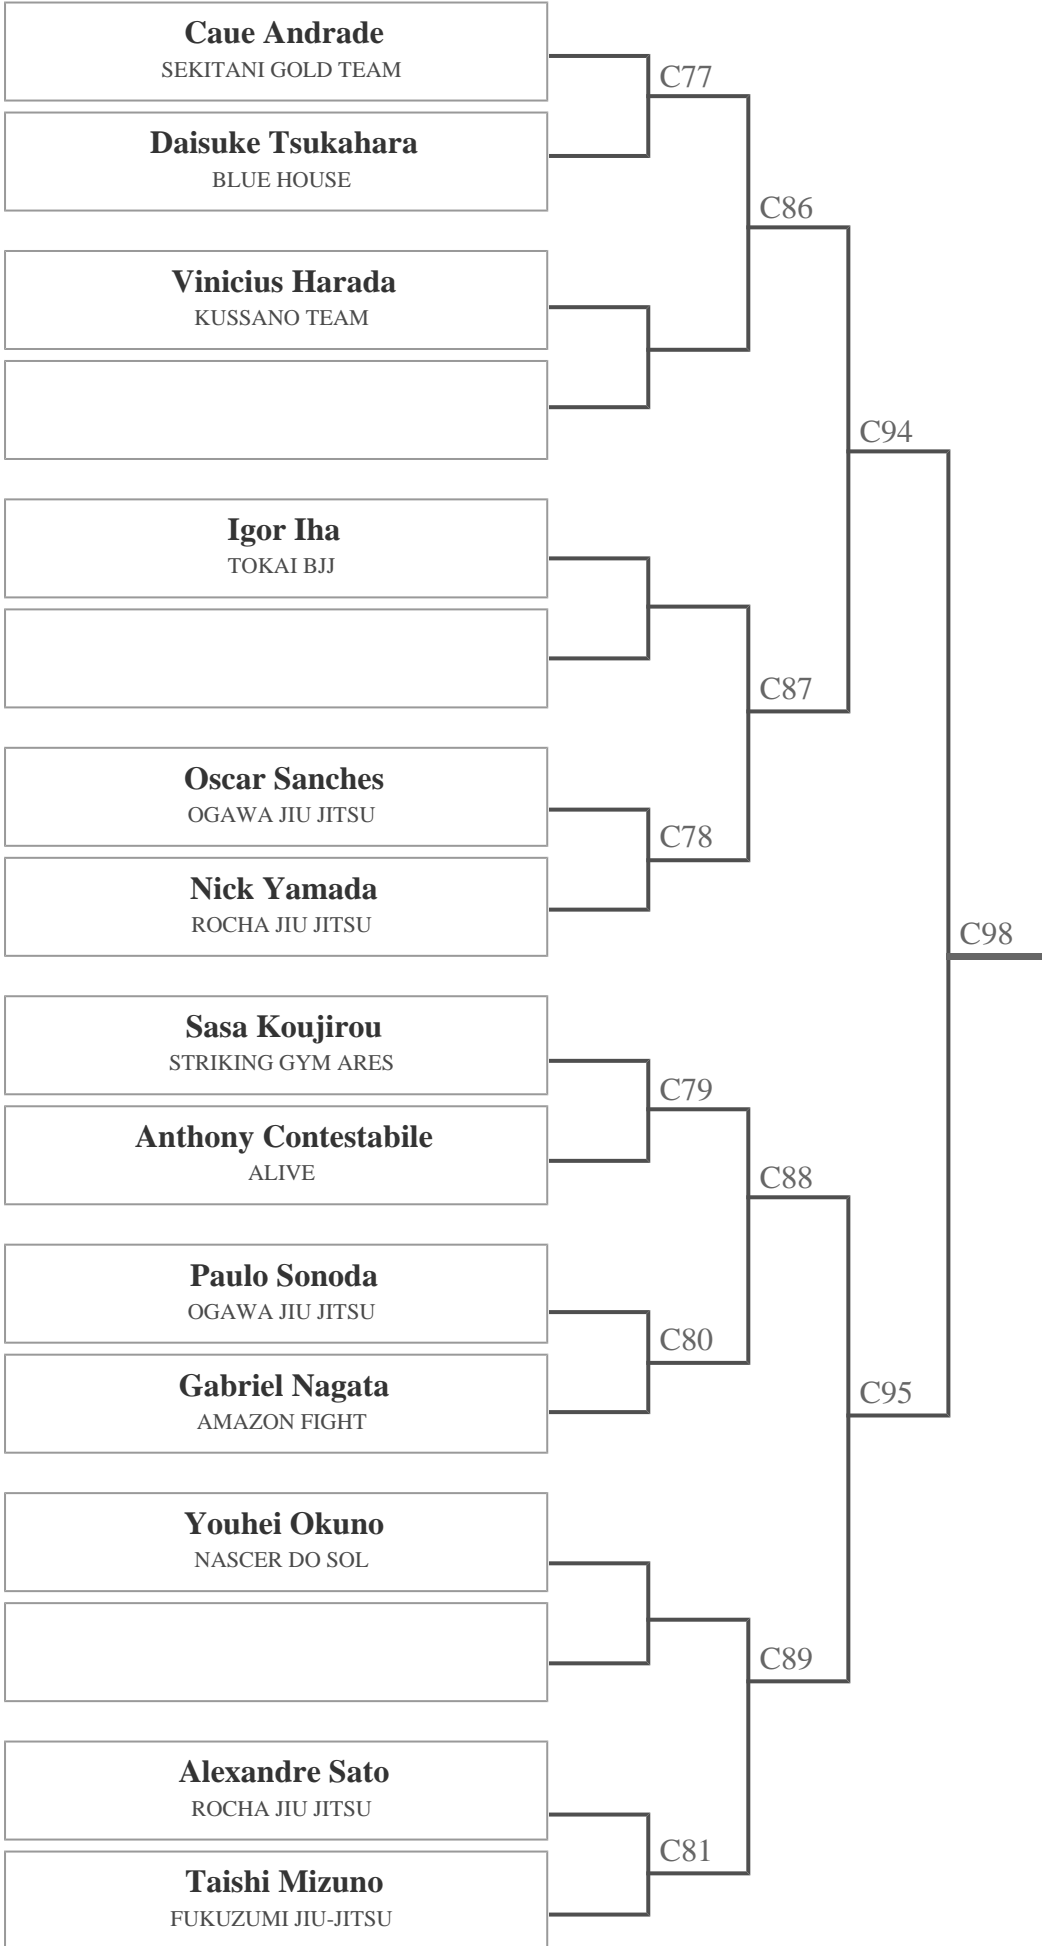 Caue Andrade
SEKITANI GOLD TEAM
C77
Daisuke Tsukahara
BLUE HOUSE
C86
Vinicius Harada
KUSSANO TEAM
C94
Igor Iha
TOKAI BJJ
C87
Oscar Sanches
OGAWA JIU JITSU
C78
Nick Yamada
ROCHA JIU JITSU
C98
Sasa Koujirou
STRIKING GYM ARES
C79
Anthony Contestabile
ALIVE
C88
Paulo Sonoda
OGAWA JIU JITSU
C80
Gabriel Nagata
AMAZON FIGHT
C95
Youhei Okuno
NASCER DO SOL
C89
Alexandre Sato
ROCHA JIU JITSU
C81
Taishi Mizuno
FUKUZUMI JIU-JITSU